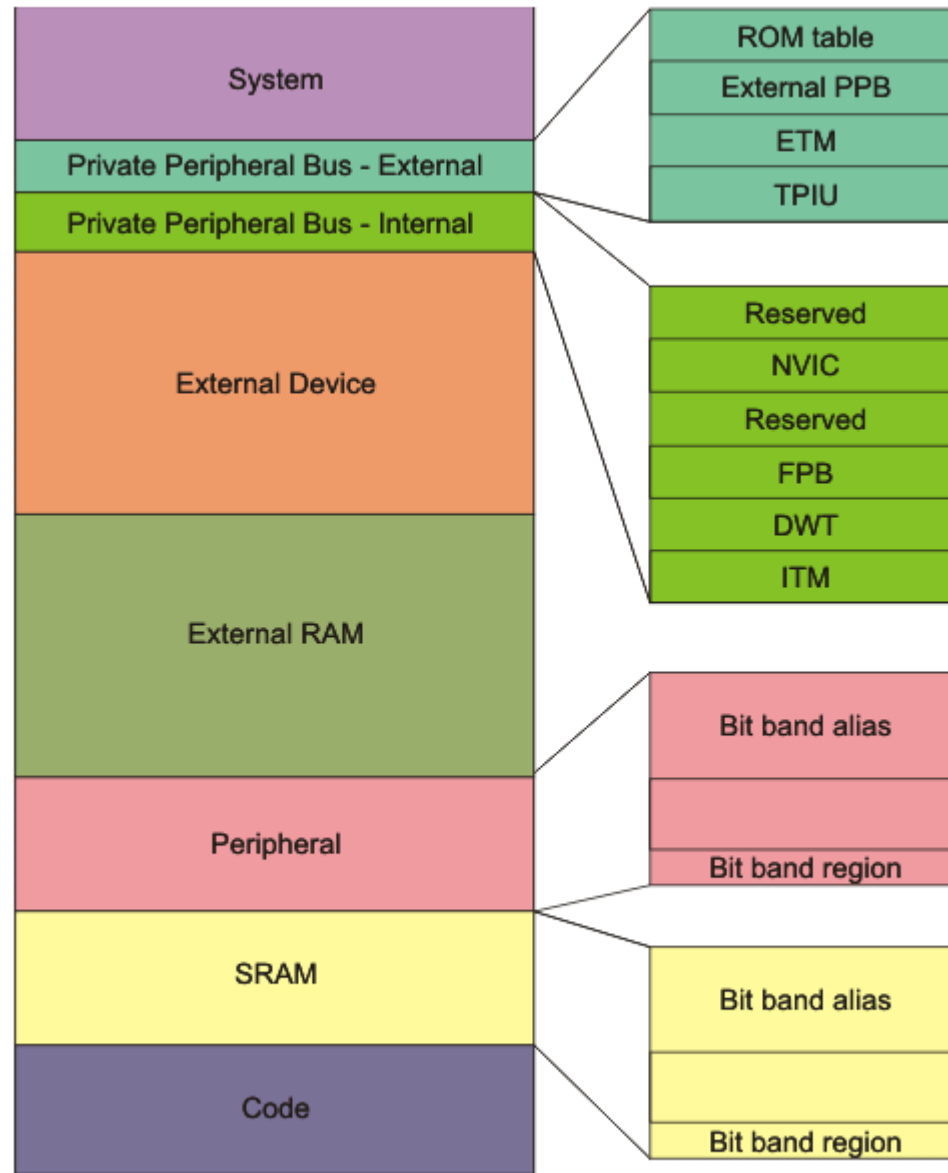 System
Private Peripheral Bus - External
Private Peripheral Bus - Internal
External Device
External RAM
Peripheral
SRAM
Code
ROM table
External PPB
ETM
TPIU
Reserved
NVIC
Reserved
FPB
DWT
ITM
Bit band alias
Bit band region
Bit band alias
Bit band region